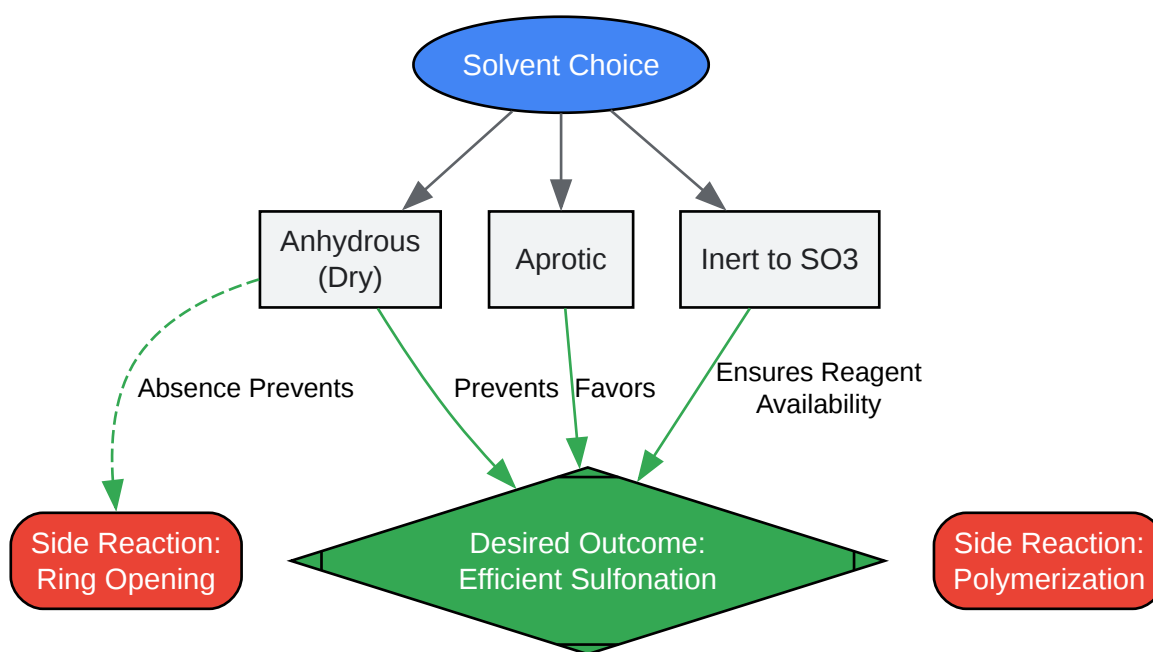 Solvent Choice
Anhydrous
(Dry)
Aprotic
Inert to SO3
Absence Prevents
Prevents
Favors
Ensures Reagent
Availability
Side Reaction:
Ring Opening
Desired Outcome:
Efficient Sulfonation
Side Reaction:
Polymerization